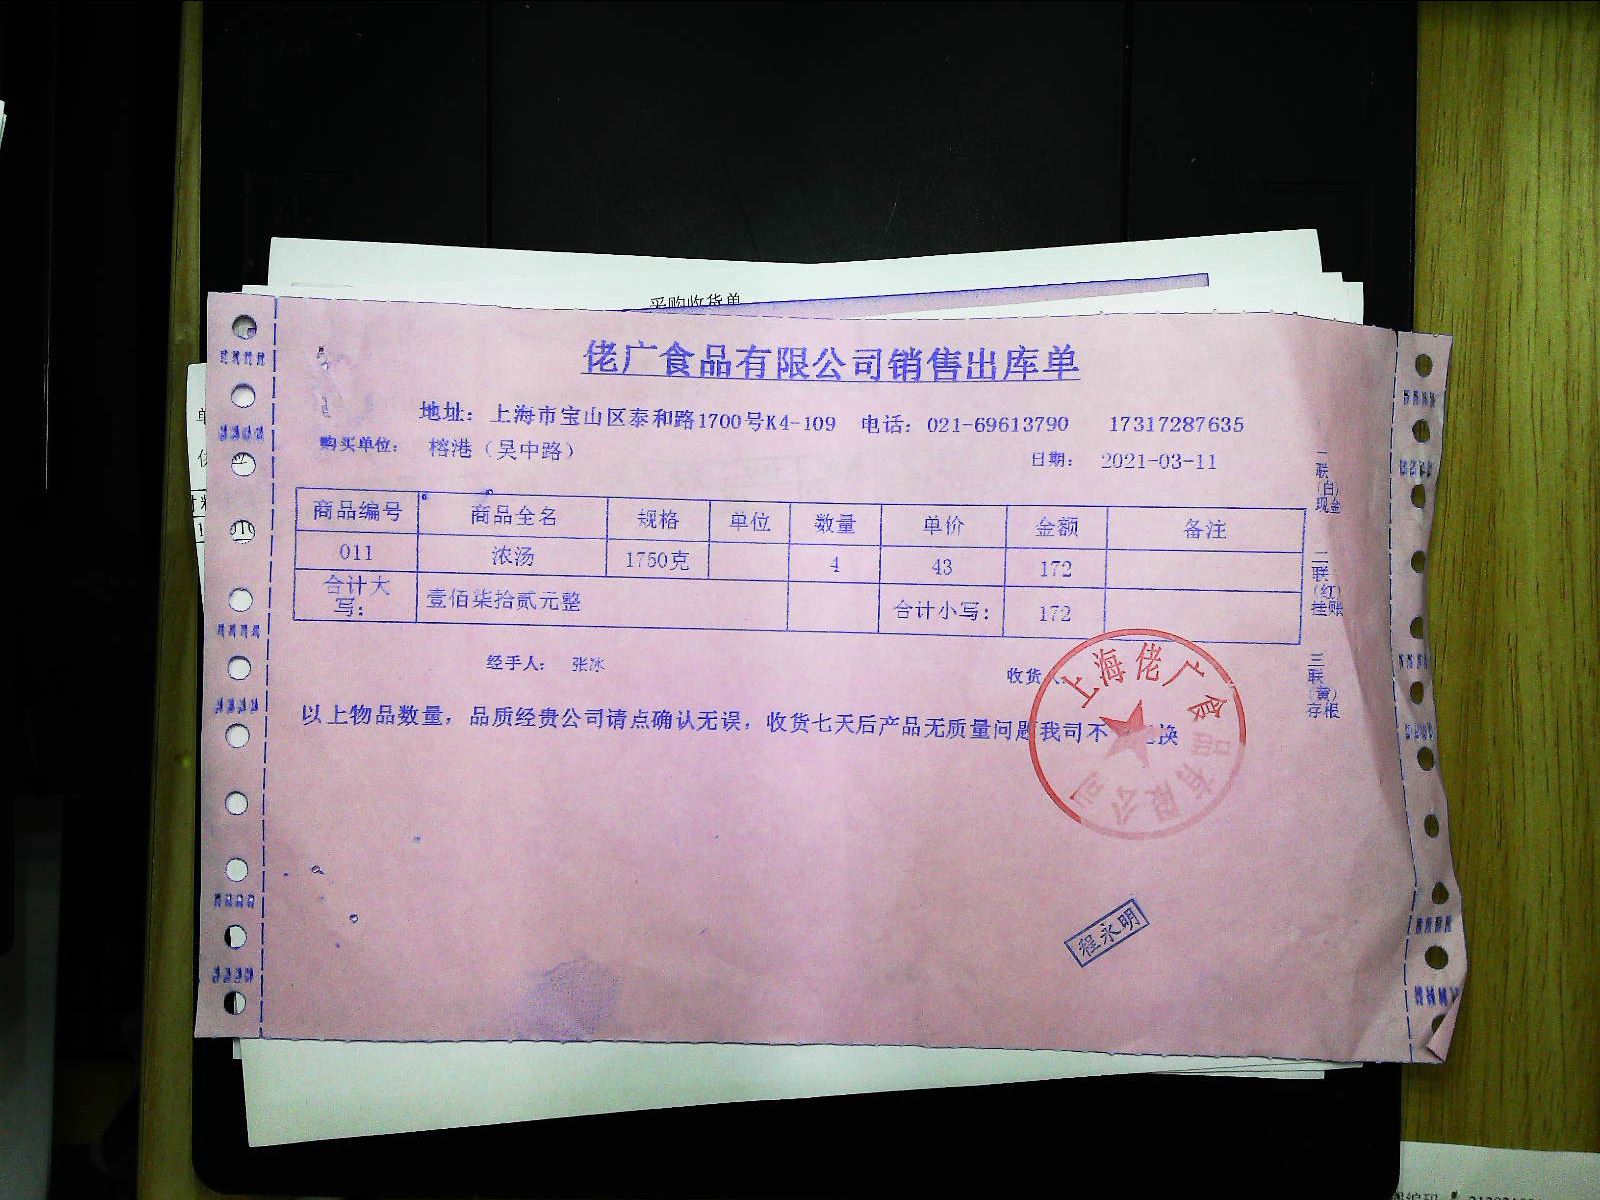 采购收货单
佬广食品有限公司销售出库单
地址：上海市宝山区泰和路1700号K4-109 电话：021-69613790 17317287635
购买单位：榕港（吴中路） 日期：2021-03-11
商品编号 商品全名 规格 单位 数量 单价 金额 备注
011 浓汤 1750克 4 43 172
合计大写： 壹佰柒拾贰元整 合计小写： 172
经手人：张冰 收货人
以上物品数量，品质经贵公司请点确认无误，收货七天后产品无质量问题我司不 换
一联（白）现金
二联（红）挂账
三联（黄）存根
上海佬广食品有限公司
程永明